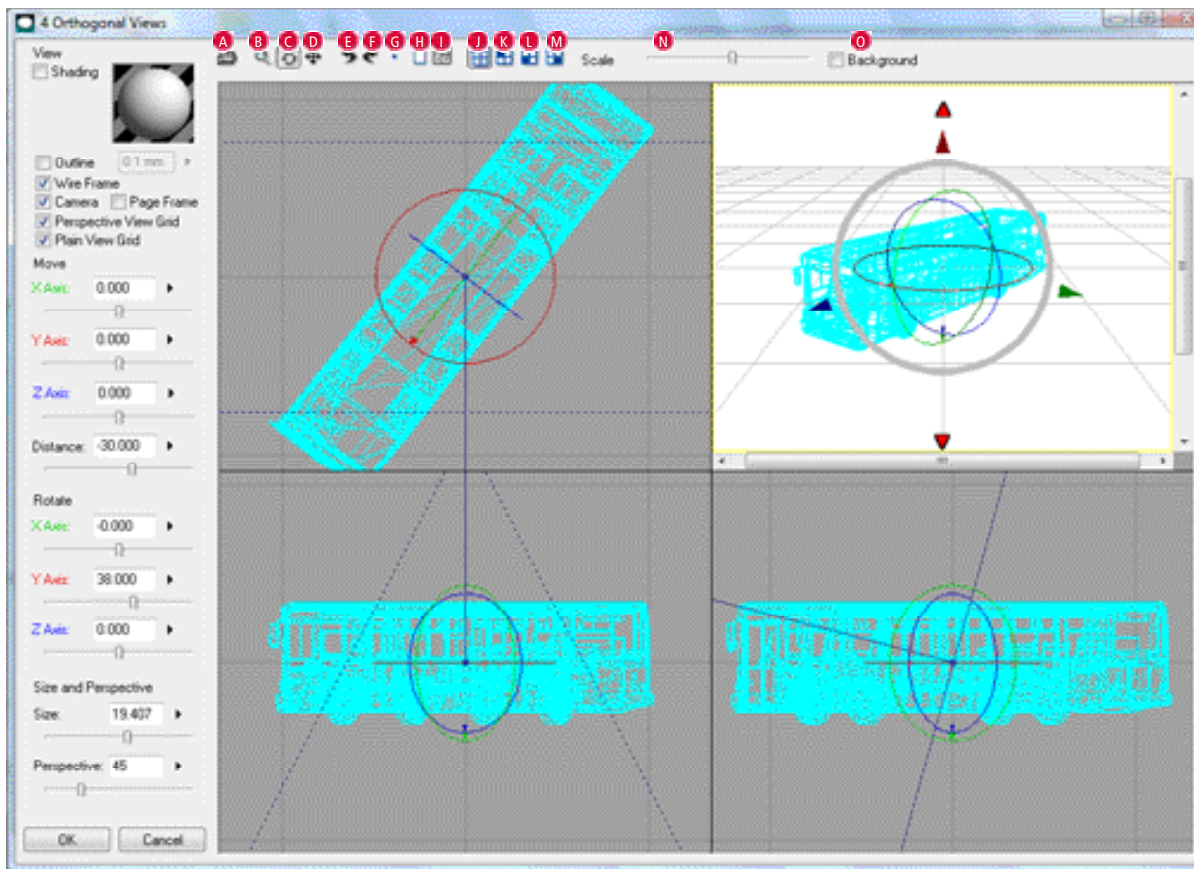 4 Orthogonal Views
A B C D E F G H I J K L M N O
Scale
Background
View
Shading
Outline 0.1 mm
Wire Frame
Camera Page Frame
Perspective View Grid
Plain View Grid
Move
X Axis: 0.000
Y Axis: 0.000
Z Axis: 0.000
Distance: -30.000
Rotate
X Axis: -0.000
Y Axis: 38.000
Z Axis: 0.000
Size and Perspective
Size: 19.407
Perspective: 45
OK Cancel